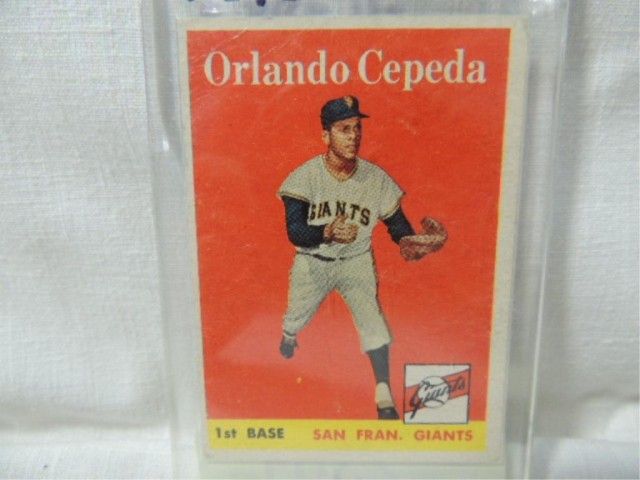 Orlando Cepeda
GIANTS
Giants
1st BASE SAN FRAN. GIANTS